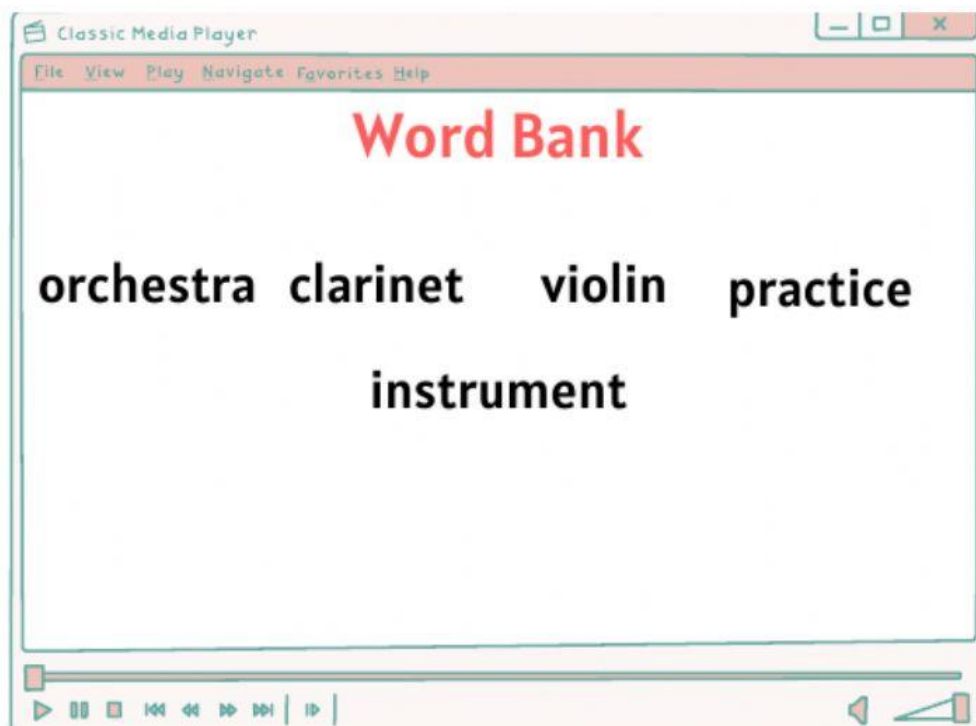 Classic Media Player
File View Play Navigate Favorites Help
Word Bank
orchestra clarinet violin practice
instrument